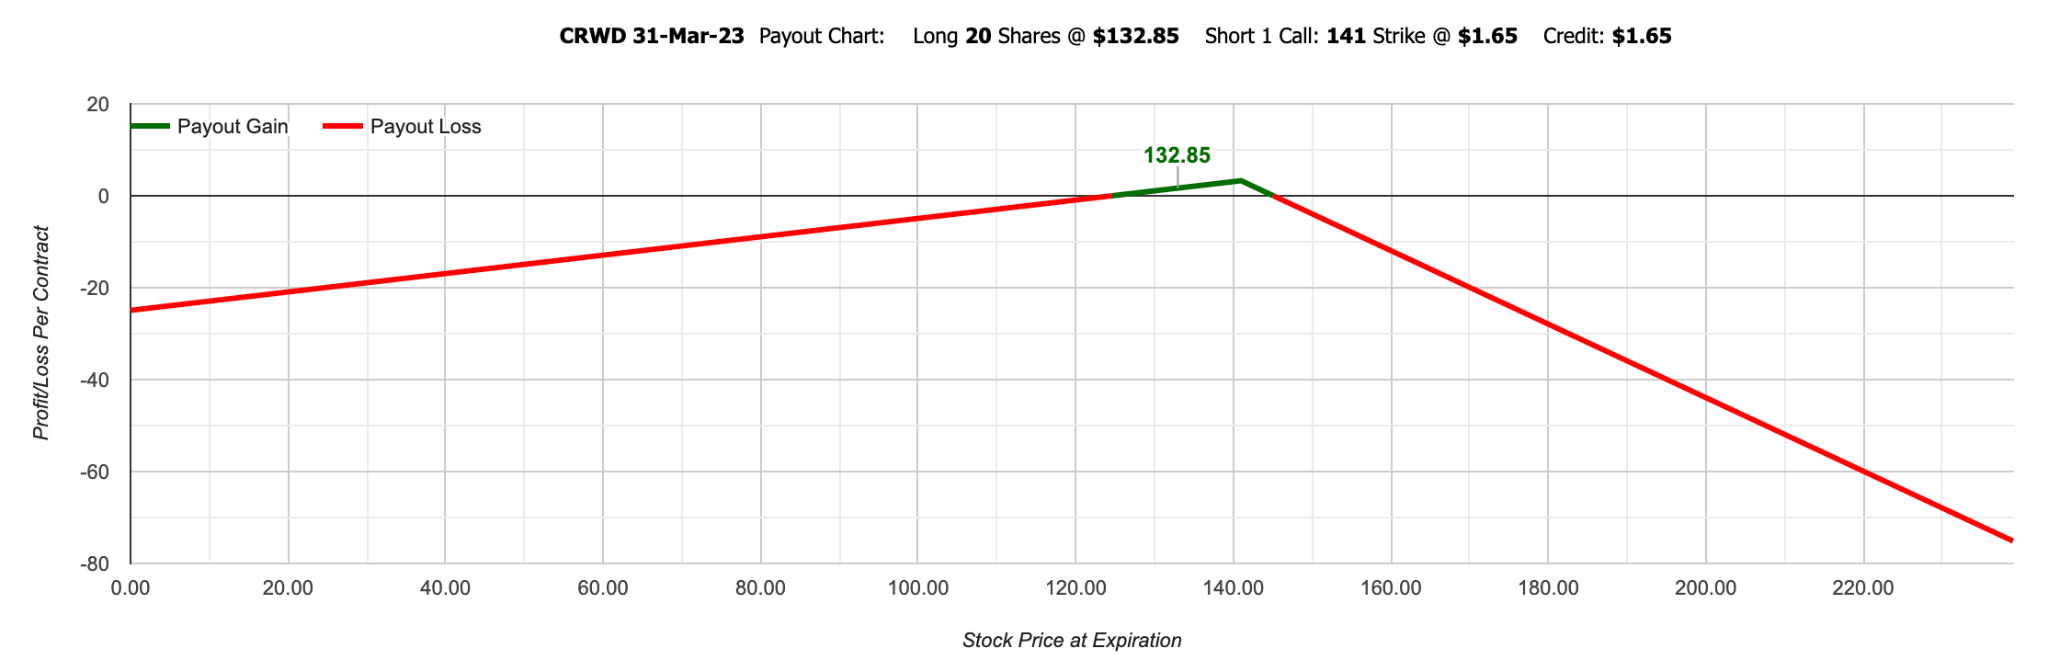 CRWD 31-Mar-23 Payout Chart: Long 20 Shares @ $132.85 Short 1 Call: 141 Strike @ $1.65 Credit: $1.65
20
Payout Gain Payout Loss
132.85
0
-20
-40
-60
-80
Profit/Loss Per Contract
0.00 20.00 40.00 60.00 80.00 100.00 120.00 140.00 160.00 180.00 200.00 220.00
Stock Price at Expiration